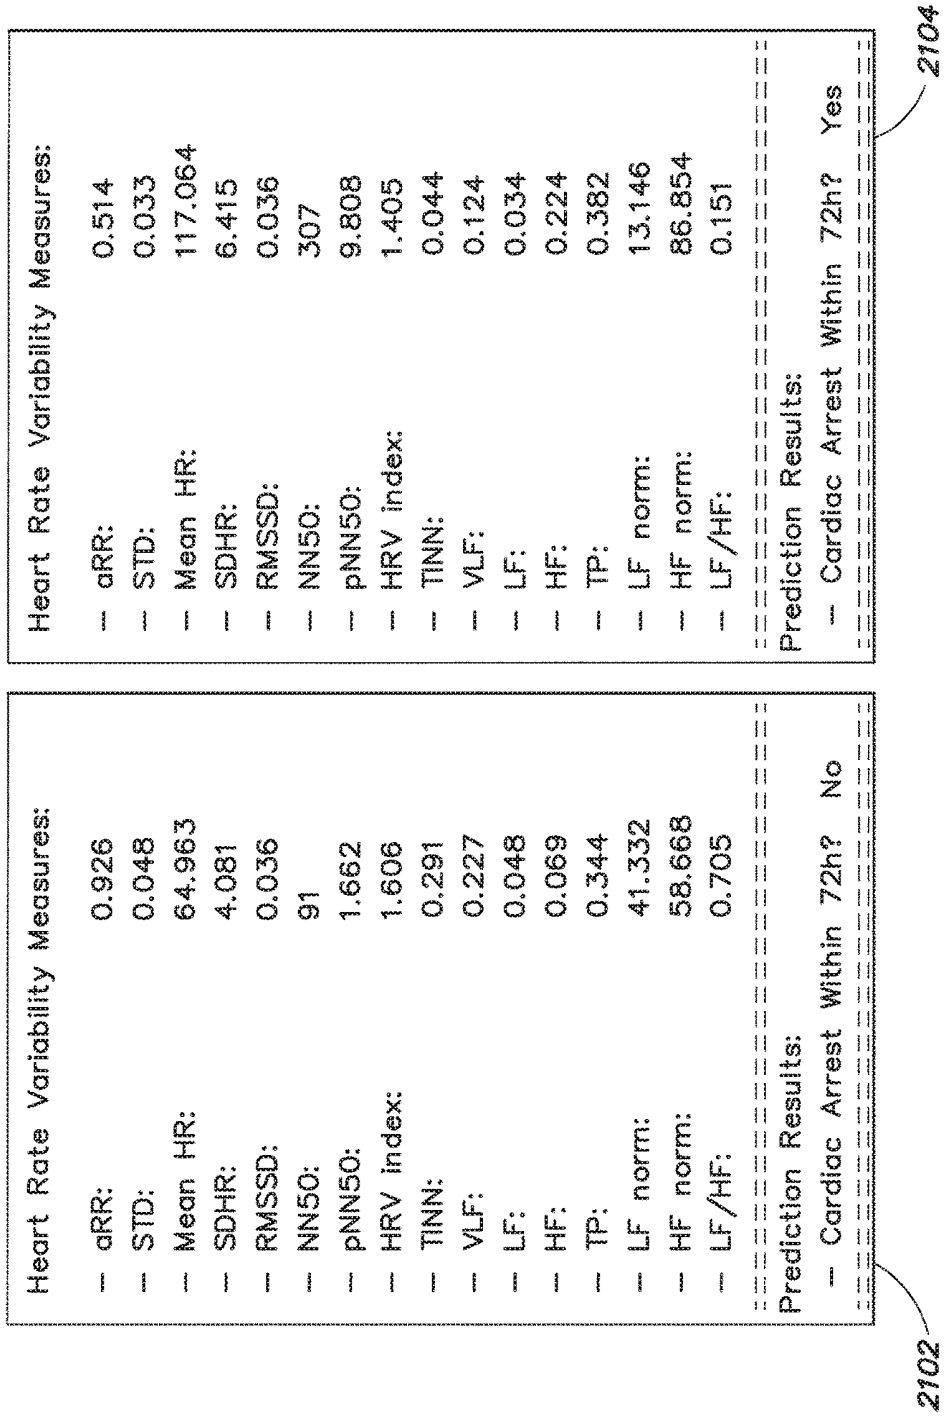 Heart Rate Variability Measures:
– aRR: 0.926
– STD: 0.048
– Mean HR: 64.963
– SDHR: 4.081
– RMSSD: 0.036
– NN50: 91
– pNN50: 1.662
– HRV index: 1.606
– TINN: 0.291
– VLF: 0.227
– LF: 0.048
– HF: 0.069
– TP: 0.344
– LF norm: 41.332
– HF norm: 58.668
– LF/HF: 0.705
Prediction Results:
– Cardiac Arrest Within 72h? No
2102
Heart Rate Variability Measures:
– aRR: 0.514
– STD: 0.033
– Mean HR: 117.064
– SDHR: 6.415
– RMSSD: 0.036
– NN50: 307
– pNN50: 9.808
– HRV index: 1.405
– TINN: 0.044
– VLF: 0.124
– LF: 0.034
– HF: 0.224
– TP: 0.382
– LF norm: 13.146
– HF norm: 86.854
– LF/HF: 0.151
Prediction Results:
– Cardiac Arrest Within 72h? Yes
2104